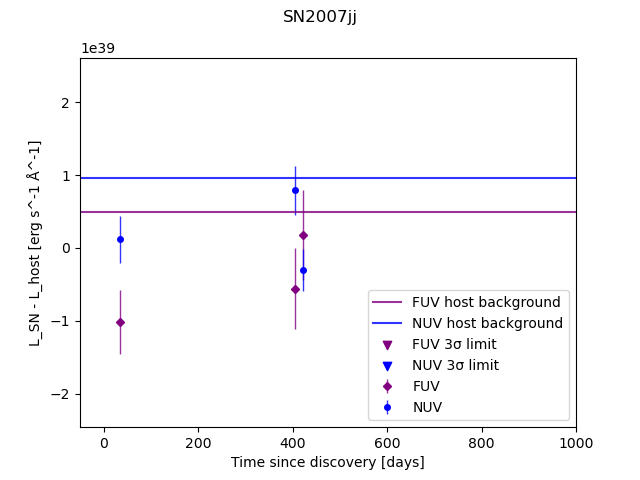 SN2007jj
1e39
L_SN - L_host [erg s^-1 Å^-1]
2
1
0
−1
−2
FUV host background
NUV host background
FUV 3σ limit
NUV 3σ limit
FUV
NUV
0 200 400 600 800 1000
Time since discovery [days]